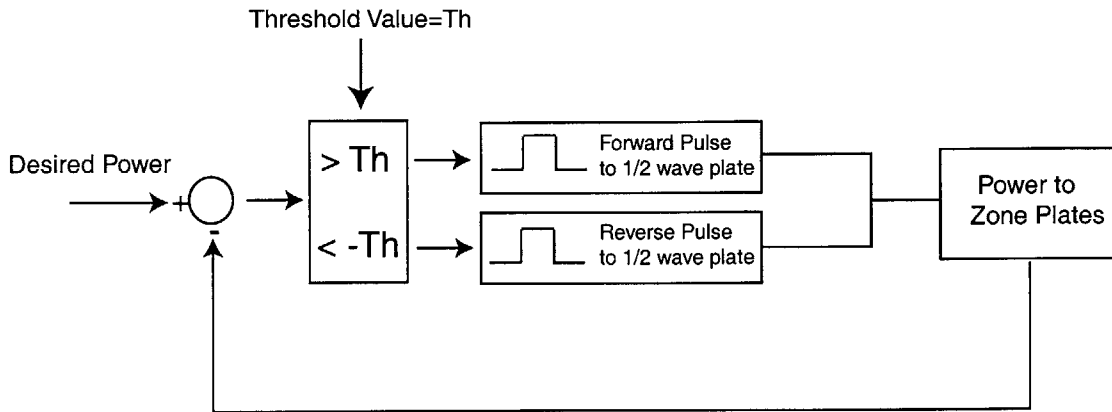 Threshold Value=Th
Desired Power
+
-
> Th
< -Th
Forward Pulse
to 1/2 wave plate
Reverse Pulse
to 1/2 wave plate
Power to
Zone Plates